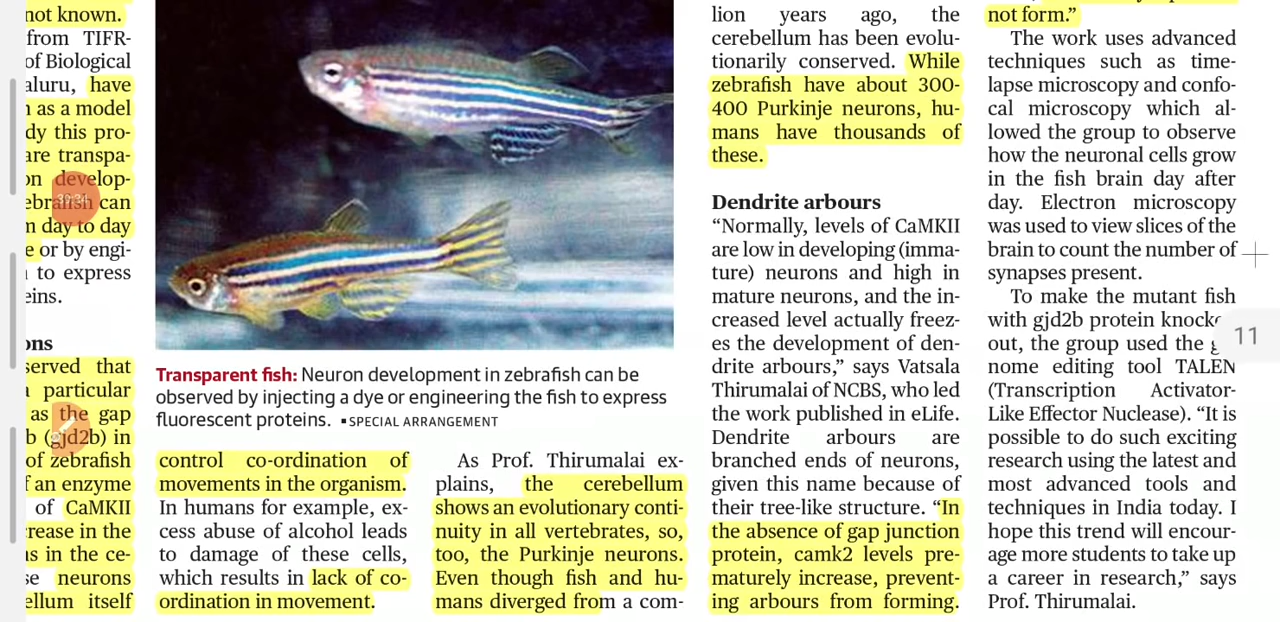 not known.
from TIFR-
of Biological
aluru, have
as a model
dy this pro-
are transpa-
on develop-
ebrafish can
m day to day
e or by engi-
to express
eins.
ons
served that
particular
as the gap
b (gjd2b) in
of zebrafish
f an enzyme
of CaMKII
crease in the
ns in the ce-
se neurons
ellum itself
Transparent fish: Neuron development in zebrafish can be
observed by injecting a dye or engineering the fish to express
fluorescent proteins. ▪SPECIAL ARRANGEMENT
control co-ordination of
movements in the organism.
In humans for example, ex-
cess abuse of alcohol leads
to damage of these cells,
which results in lack of co-
ordination in movement.
As Prof. Thirumalai ex-
plains, the cerebellum
shows an evolutionary conti-
nuity in all vertebrates, so,
too, the Purkinje neurons.
Even though fish and hu-
mans diverged from a com-
lion years ago, the
cerebellum has been evolu-
tionarily conserved. While
zebrafish have about 300-
400 Purkinje neurons, hu-
mans have thousands of
these.
Dendrite arbours
“Normally, levels of CaMKII
are low in developing (imma-
ture) neurons and high in
mature neurons, and the in-
creased level actually freez-
es the development of den-
drite arbours,” says Vatsala
Thirumalai of NCBS, who led
the work published in eLife.
Dendrite arbours are
branched ends of neurons,
given this name because of
their tree-like structure. “In
the absence of gap junction
protein, camk2 levels pre-
maturely increase, prevent-
ing arbours from forming.
not form.”
The work uses advanced
techniques such as time-
lapse microscopy and confo-
cal microscopy which al-
lowed the group to observe
how the neuronal cells grow
in the fish brain day after
day. Electron microscopy
was used to view slices of the
brain to count the number of
synapses present.
To make the mutant fish
with gjd2b protein knocke
out, the group used the g
nome editing tool TALEN
(Transcription Activator-
Like Effector Nuclease). “It is
possible to do such exciting
research using the latest and
most advanced tools and
techniques in India today. I
hope this trend will encour-
age more students to take up
a career in research,” says
Prof. Thirumalai.
11